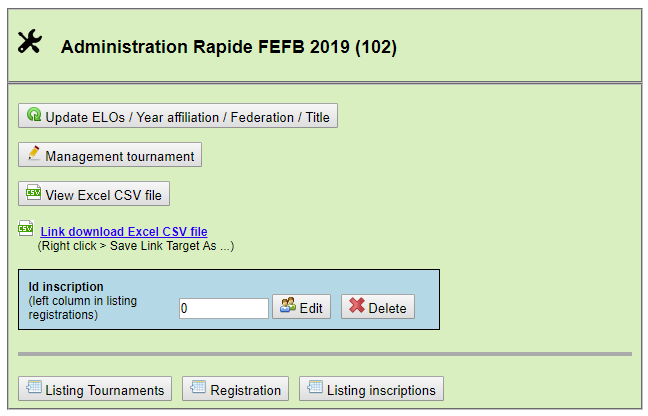 Administration Rapide FEFB 2019 (102)
Update ELOs / Year affiliation / Federation / Title
Management tournament
CSV View Excel CSV file
CSV Link download Excel CSV file
(Right click > Save Link Target As ...)
Id inscription
(left column in listing
registrations)
0 Edit Delete
Listing Tournaments Registration Listing inscriptions